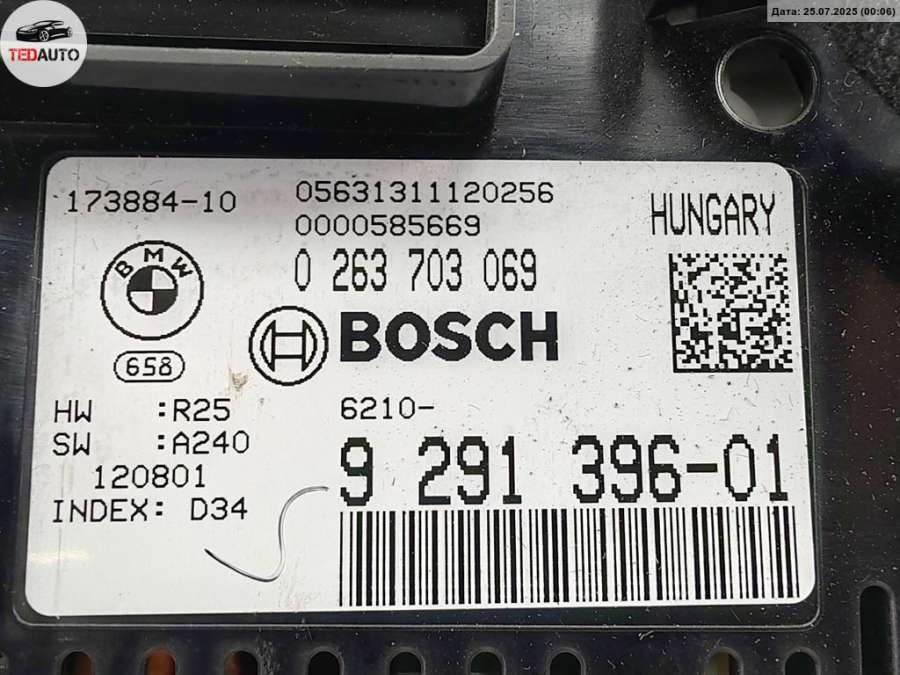 Дата: 25.07.2025 (00:06)
TEDAUTO
173884-10
05631311120256
0000585669
HUNGARY
0 263 703 069
BMW
BOSCH
658
HW :R25
SW :A240
120801
INDEX: D34
6210-
9 291 396-01